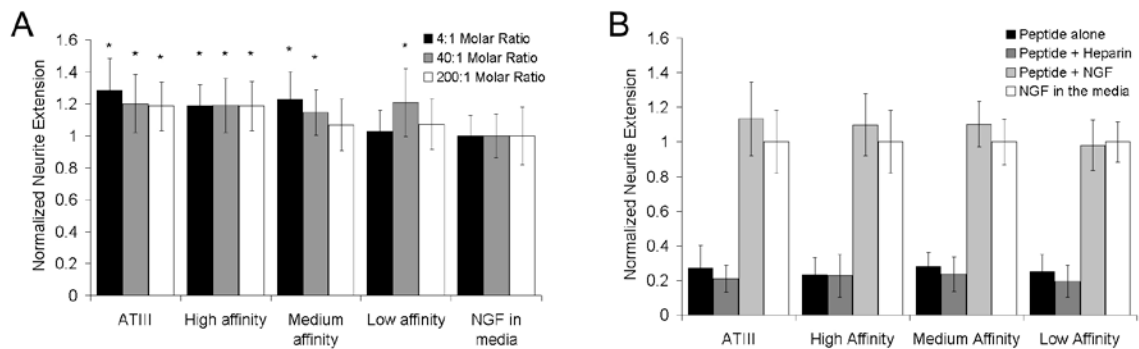 A
Normalized Neurite Extension
1.6
1.4
1.2
1
0.8
0.6
0.4
0.2
0
* * * * * * * * *
4:1 Molar Ratio
40:1 Molar Ratio
200:1 Molar Ratio
ATIII
High affinity
Medium
affinity
Low affinity
NGF in
media
B
Normalized Neurite Extension
1.6
1.4
1.2
1
0.8
0.6
0.4
0.2
0
Peptide alone
Peptide + Heparin
Peptide + NGF
NGF in the media
ATIII
High Affinity
Medium Affinity
Low Affinity